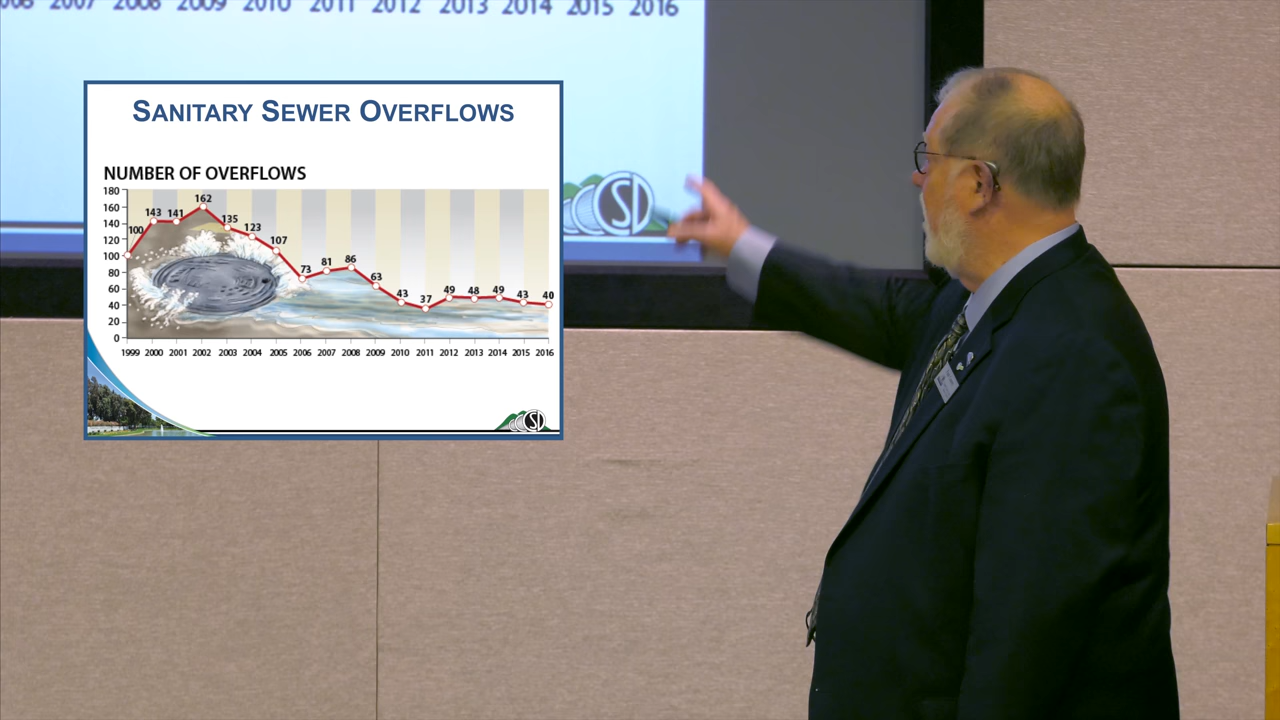 2007 2008 2009 2010 2011 2012 2013 2014 2015 2016
SANITARY SEWER OVERFLOWS
NUMBER OF OVERFLOWS
180
160
140
120
100
80
60
40
20
0
100 143 141 162 135 123 107 73 81 86 63 43 37 49 48 49 43 40
1999 2000 2001 2002 2003 2004 2005 2006 2007 2008 2009 2010 2011 2012 2013 2014 2015 2016
SD
SD